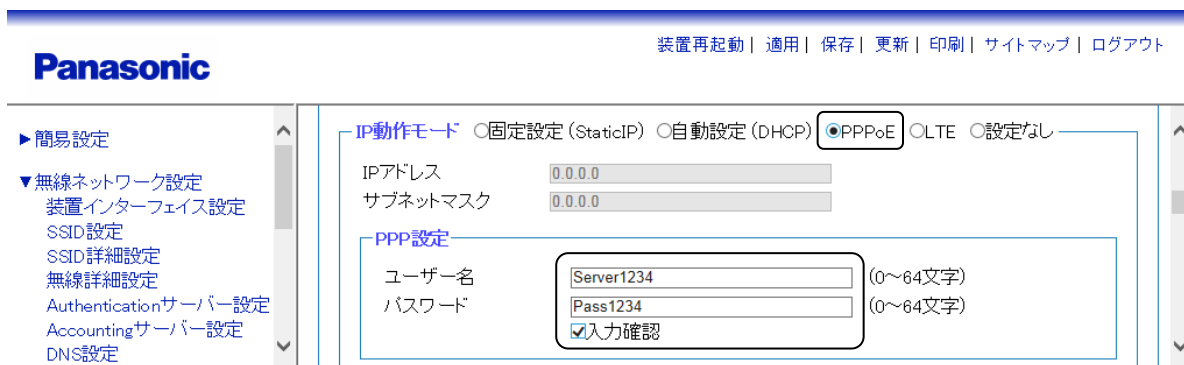 装置再起動| 適用| 保存| 更新| 印刷| サイトマップ| ログアウト
Panasonic
►簡易設定
▼無線ネットワーク設定
装置インターフェイス設定
SSID設定
SSID詳細設定
無線詳細設定
Authenticationサーバー設定
Accountingサーバー設定
DNS設定
IP動作モード ○固定設定(StaticIP) ○自動設定(DHCP) ◉PPPoE ○LTE ○設定なし
IPアドレス 0.0.0.0
サブネットマスク 0.0.0.0
PPP設定
ユーザー名 Server1234 (0～64文字)
パスワード Pass1234 (0～64文字)
☑入力確認